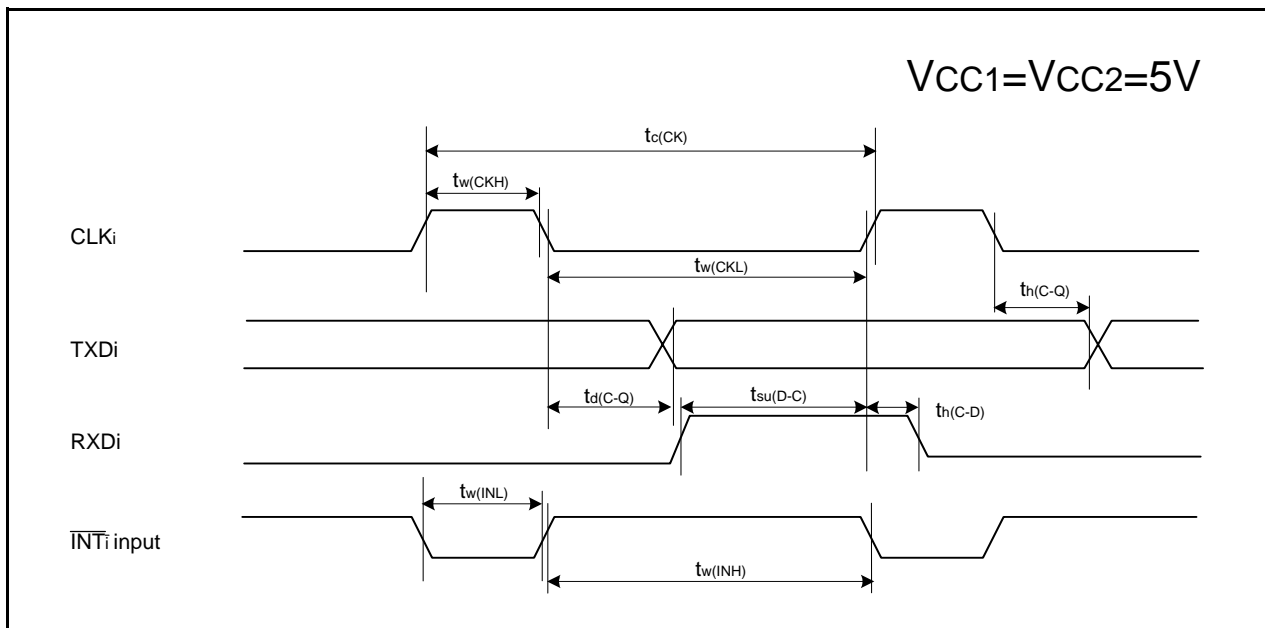 VCC1=VCC2=5V
tc(CK)
tw(CKH)
CLKi
tw(CKL)
th(C-Q)
TXDi
td(C-Q)
tsu(D-C)
th(C-D)
RXDi
tw(INL)
INTi input
tw(INH)